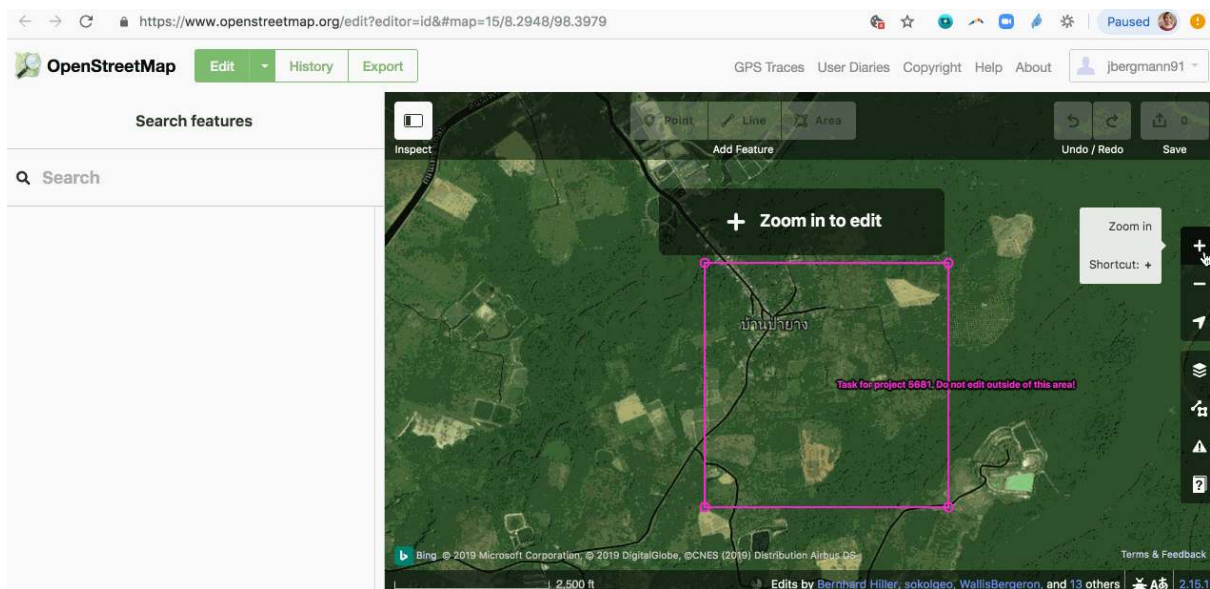 https://www.openstreetmap.org/edit?editor=id&#map=15/8.2948/98.3979
Paused
OpenStreetMap
Edit
History
Export
GPS Traces
User Diaries
Copyright
Help
About
jbergmann91
Search features
Search
Inspect
Point
Line
Area
Add Feature
Undo / Redo
0
Save
+ Zoom in to edit
Zoom in
Shortcut: +
บ้านป่ายาง
Task for project 5681. Do not edit outside of this area!
Bing © 2019 Microsoft Corporation, © 2019 DigitalGlobe, ©CNES (2019) Distribution Airbus DS
Terms & Feedback
2,500 ft
Edits by Bernhard Hiller, sokolgeo, WallisBergeron, and 13 others
2.15.1